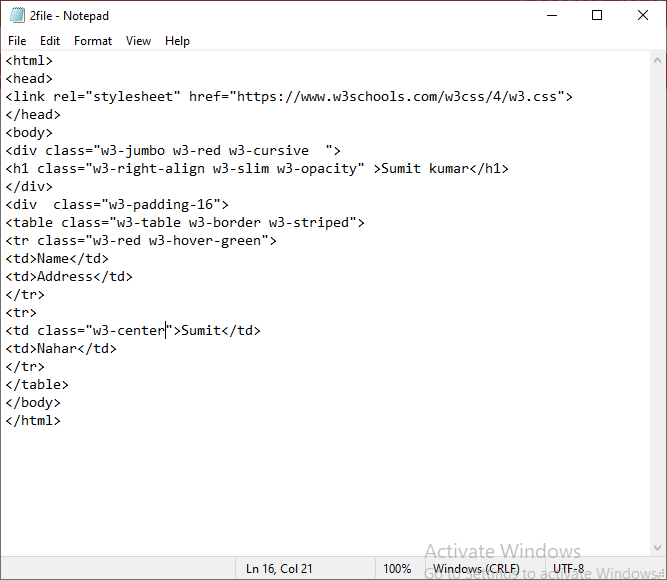 2file - Notepad
File Edit Format View Help
<html>
<head>
<link rel="stylesheet" href="https://www.w3schools.com/w3css/4/w3.css">
</head>
<body>
<div class="w3-jumbo w3-red w3-cursive  ">
<h1 class="w3-right-align w3-slim w3-opacity" >Sumit kumar</h1>
</div>
<div  class="w3-padding-16">
<table class="w3-table w3-border w3-striped">
<tr class="w3-red w3-hover-green">
<td>Name</td>
<td>Address</td>
</tr>
<tr>
<td class="w3-center">Sumit</td>
<td>Nahar</td>
</tr>
</table>
</body>
</html>
Activate Windows
Go to Settings to activate Windows.
Ln 16, Col 21 100% Windows (CRLF) UTF-8